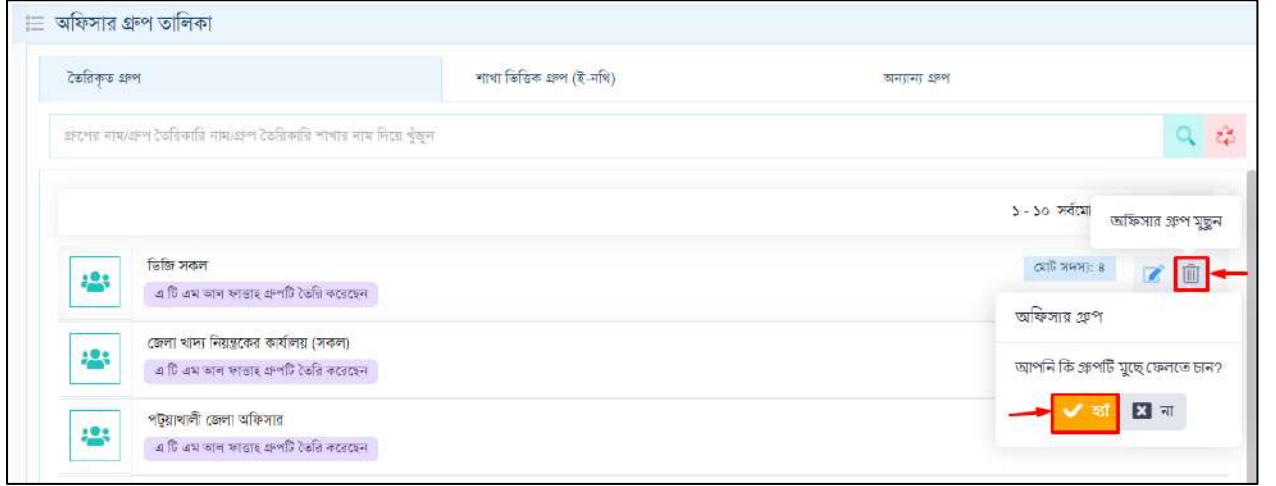 অফিসার গ্রুপ তালিকা
তৈরিকৃত গ্রুপ
শাখা ভিত্তিক গ্রুপ (ই-নথি)
অন্যান্য গ্রুপ
গ্রুপের নাম/গ্রুপ তৈরিকারি নাম/গ্রুপ তৈরিকারি শাখার নাম দিয়ে খুঁজুন
১ - ১০ সর্বমো
অফিসার গ্রুপ মুছুন
ডিজি সকল
মোট সদস্য: ৪
এ টি এম আল ফাত্তাহ গ্রুপটি তৈরি করেছেন
অফিসার গ্রুপ
জেলা খাদ্য নিয়ন্ত্রকের কার্যালয় (সকল)
এ টি এম আল ফাত্তাহ গ্রুপটি তৈরি করেছেন
আপনি কি গ্রুপটি মুছে ফেলতে চান?
হ্যাঁ
না
পটুয়াখালী জেলা অফিসার
এ টি এম আল ফাত্তাহ গ্রুপটি তৈরি করেছেন